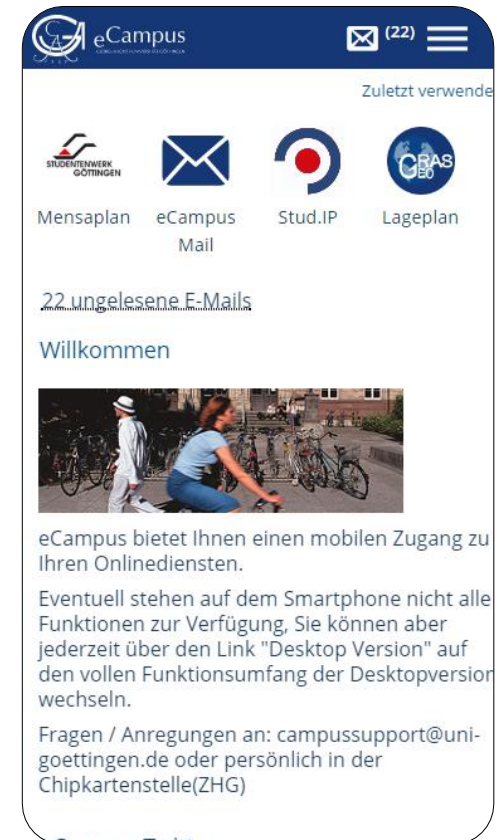 eCampus
(22)
Zuletzt verwende
STUDENTENWERK
GÖTTINGEN
GRAS
GEO
Mensaplan
eCampus
Mail
Stud.IP
Lageplan
22 ungelesene E-Mails
Willkommen
eCampus bietet Ihnen einen mobilen Zugang zu
Ihren Onlinediensten.
Eventuell stehen auf dem Smartphone nicht alle
Funktionen zur Verfügung, Sie können aber
jederzeit über den Link "Desktop Version" auf
den vollen Funktionsumfang der Desktopversion
wechseln.
Fragen / Anregungen an: campussupport@uni-
goettingen.de oder persönlich in der
Chipkartenstelle(ZHG)